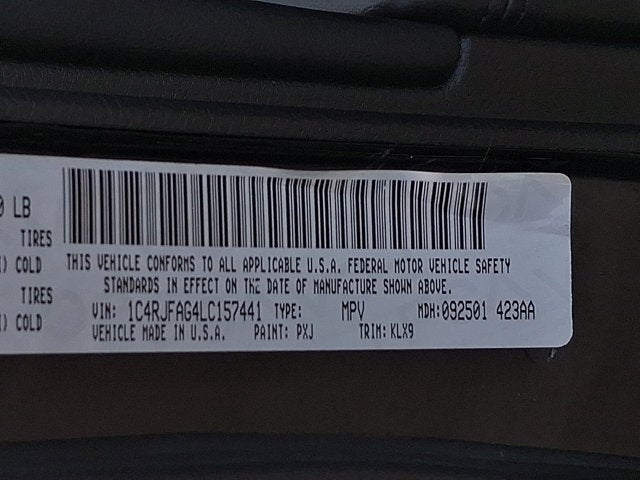 0 LB
TIRES
) COLD
TIRES
) COLD
THIS VEHICLE CONFORMS TO ALL APPLICABLE U.S.A. FEDERAL MOTOR VEHICLE SAFETY
STANDARDS IN EFFECT ON THE DATE OF MANUFACTURE SHOWN ABOVE.
VIN: 1C4RJFAG4LC157441 TYPE: MPV MDH:092501 423AA
VEHICLE MADE IN U.S.A. PAINT: PXJ TRIM: KLX9